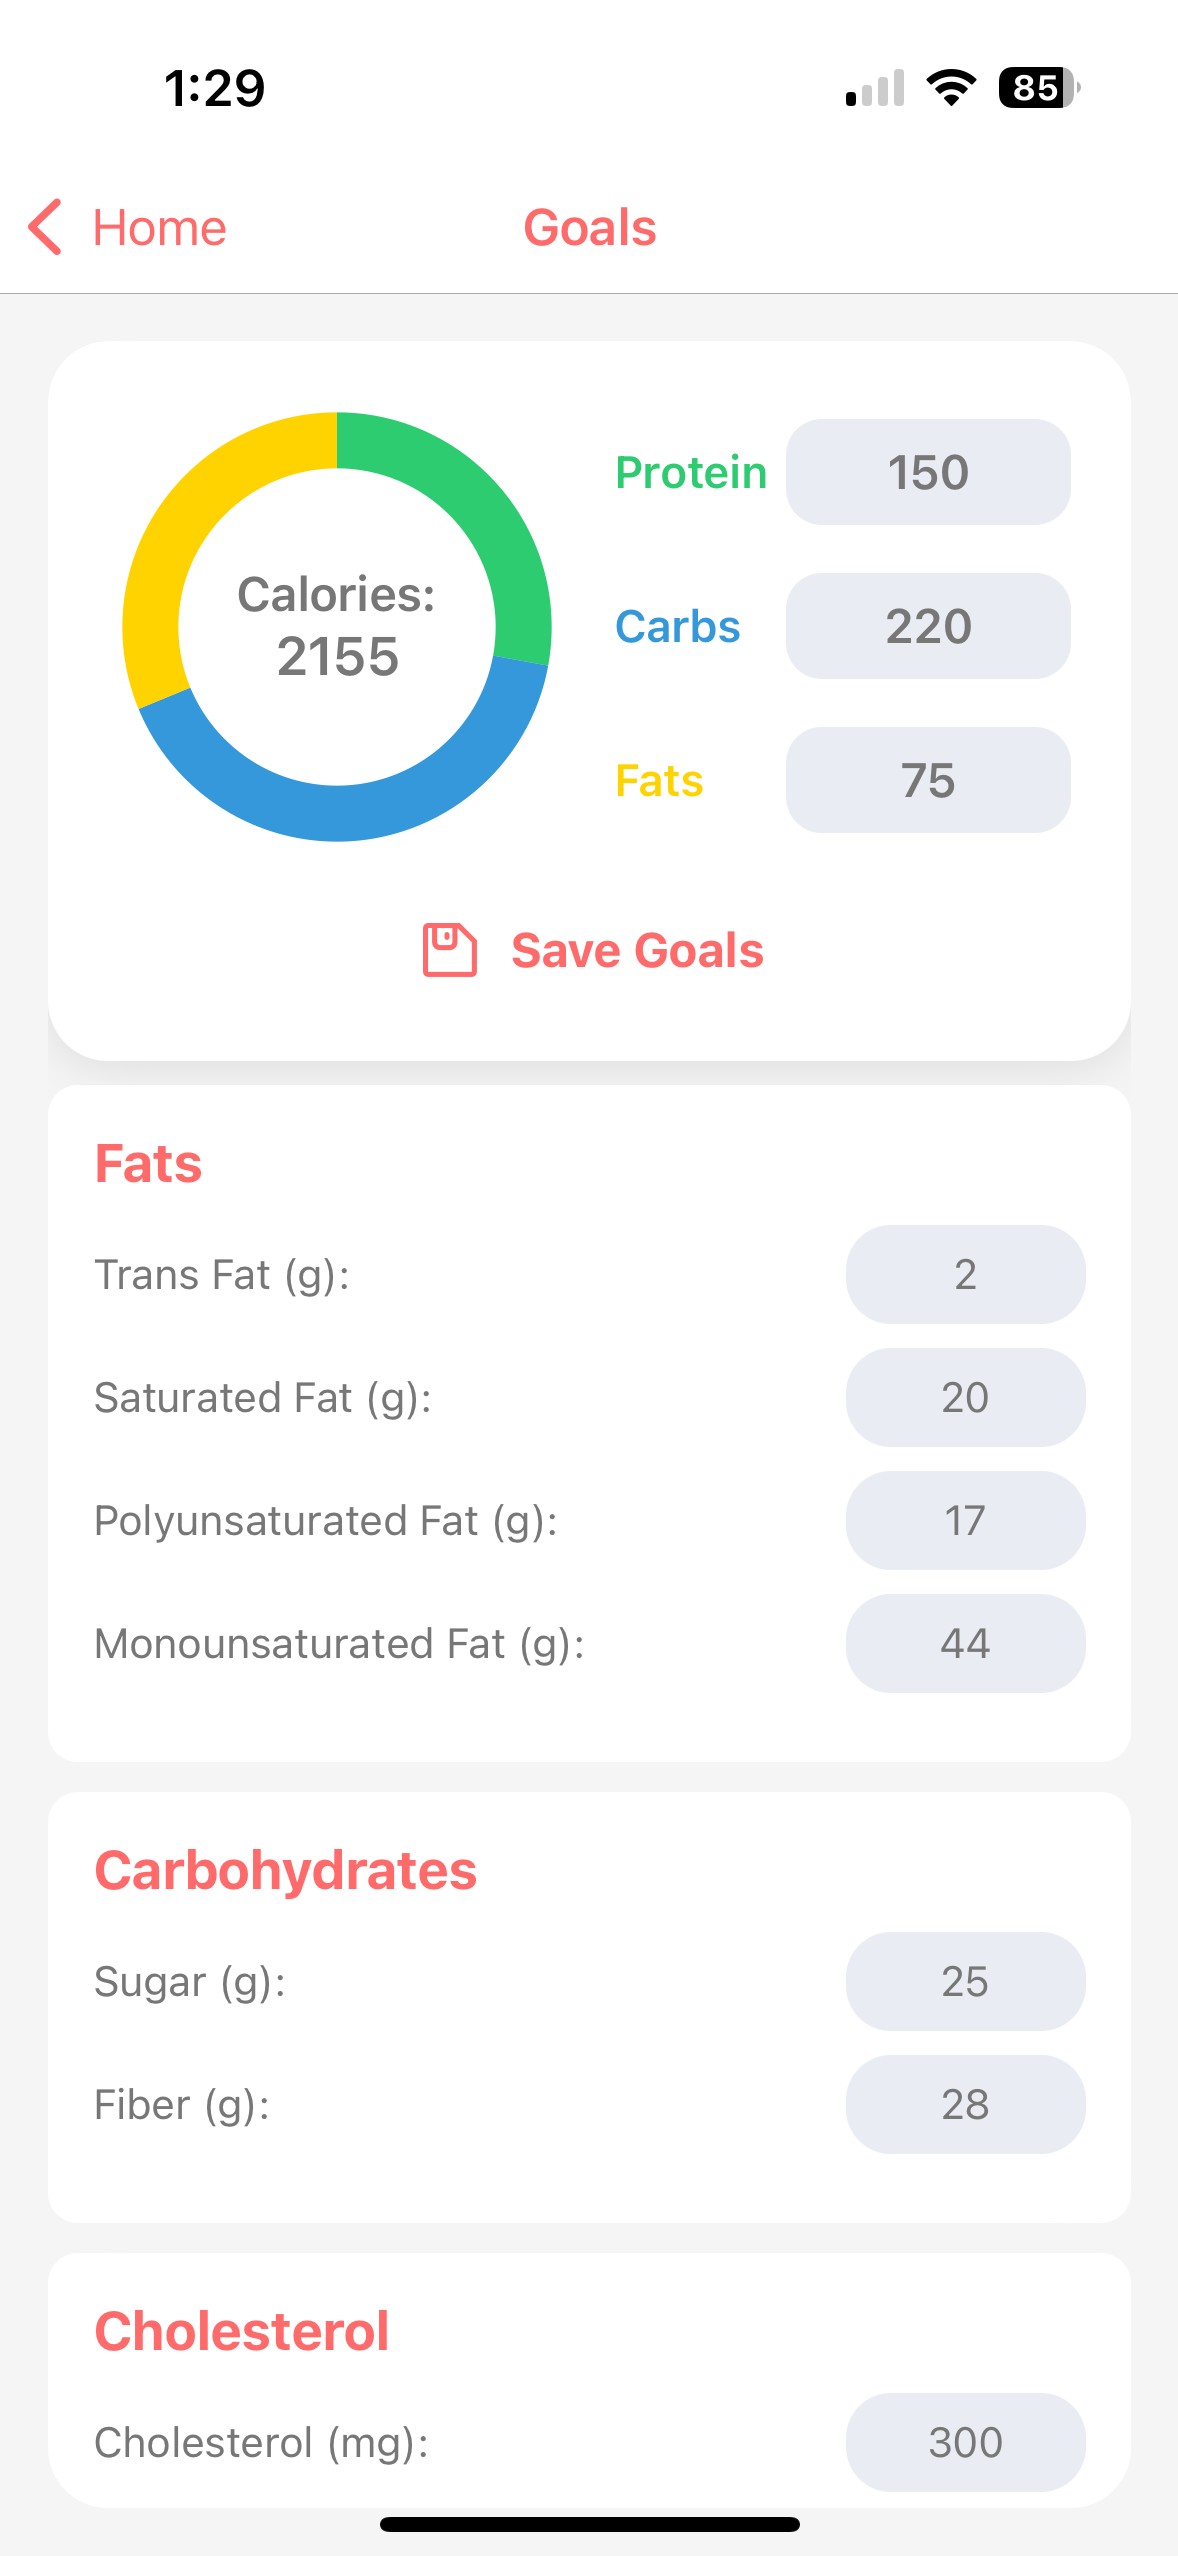 1:29
85
Home
Goals
Calories:
2155
Protein 150
Carbs 220
Fats 75
Save Goals
Fats
Trans Fat (g): 2
Saturated Fat (g): 20
Polyunsaturated Fat (g): 17
Monounsaturated Fat (g): 44
Carbohydrates
Sugar (g): 25
Fiber (g): 28
Cholesterol
Cholesterol (mg): 300